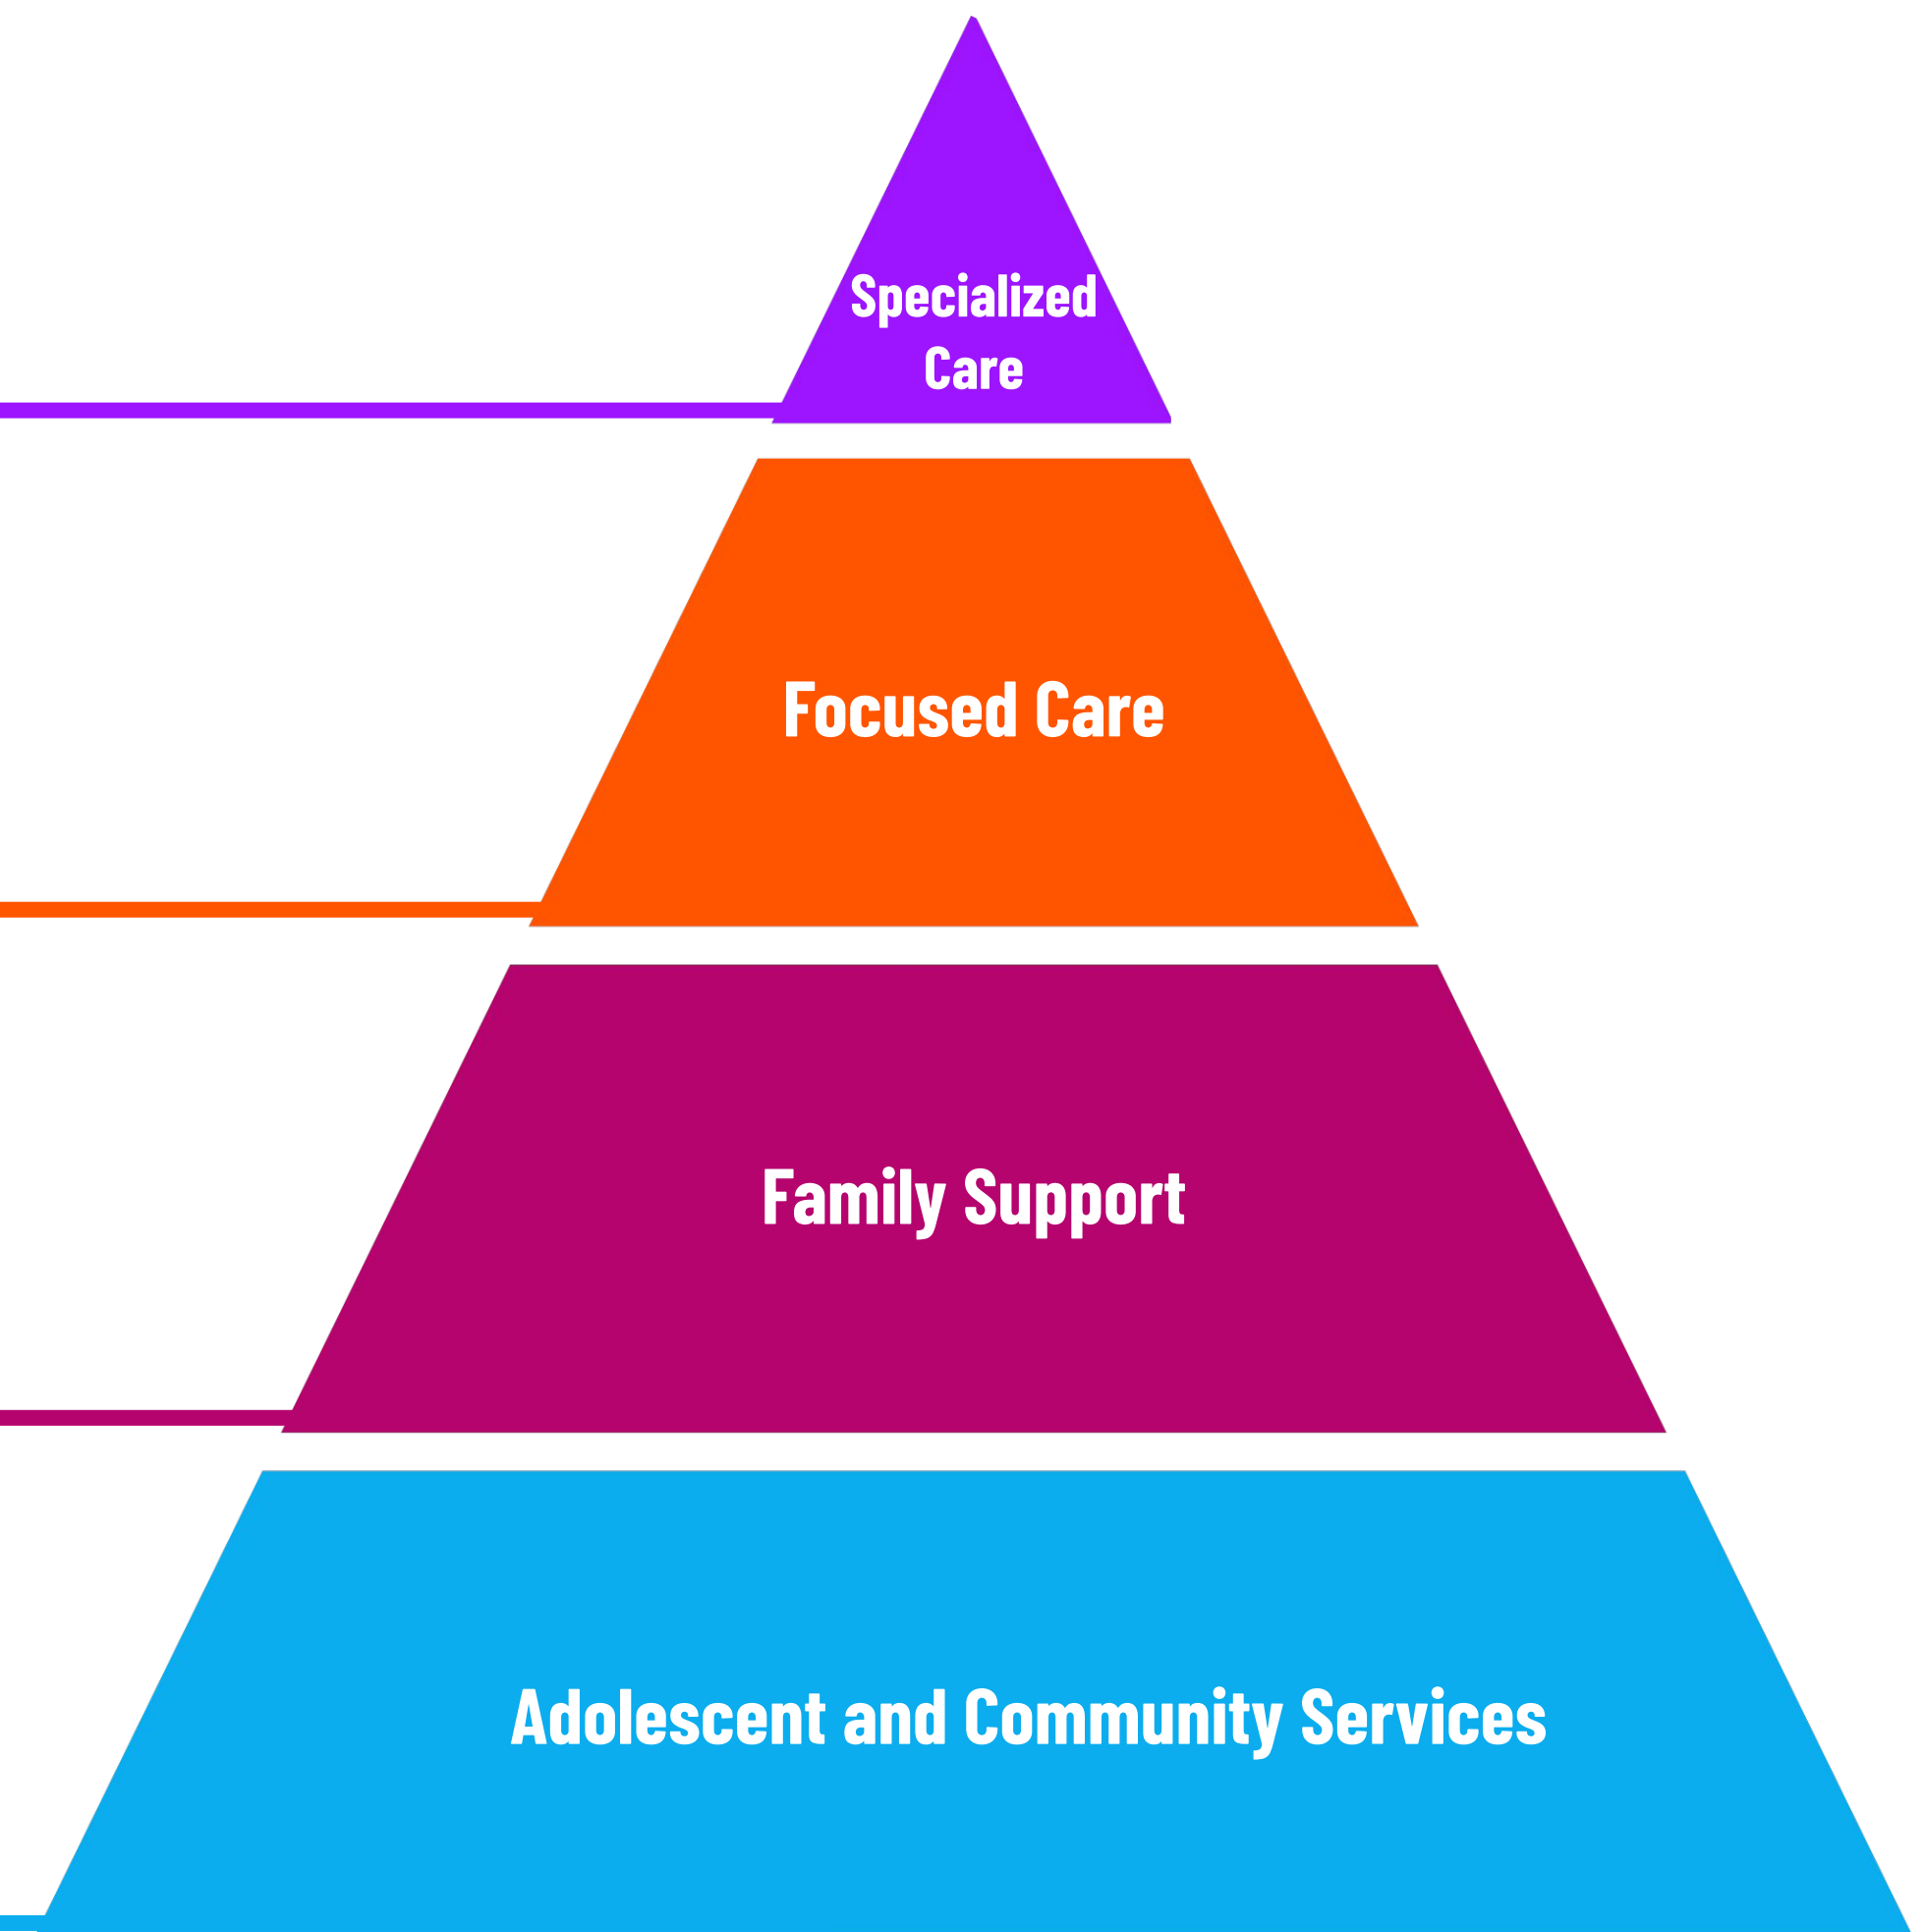 Specialized
Care
Focused Care
Family Support
Adolescent and Community Services